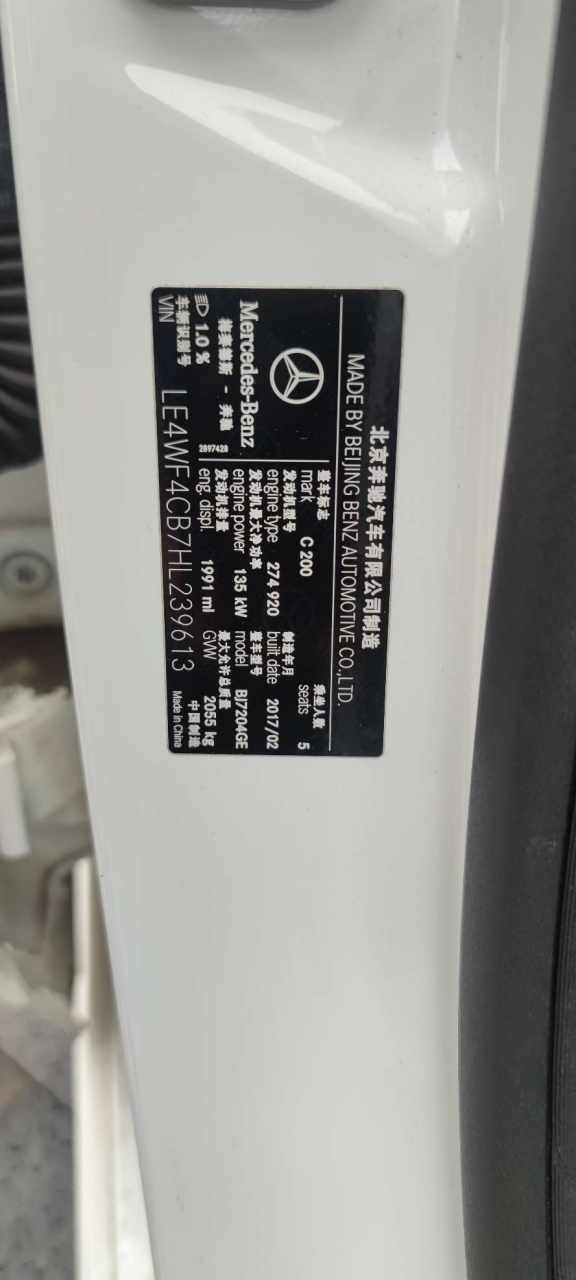 北京奔驰汽车有限公司制造
MADE BY BEIJING BENZ AUTOMOTIVE CO.,LTD.
整车标志 C 200 乘坐人数 5
mark seats
发动机型号 274 920 制造年月 2017/02
engine type built date
Mercedes-Benz 发动机最大净功率 135 kW 整车型号 BJ7204GE
engine power model
梅赛德斯 - 奔驰 发动机排量 1991 ml 最大允许总质量 2055 kg
eng. displ. GVW
1.0 % 2897428 中国制造
车辆识别号 LE4WF4CB7HL239613 Made in China
VIN